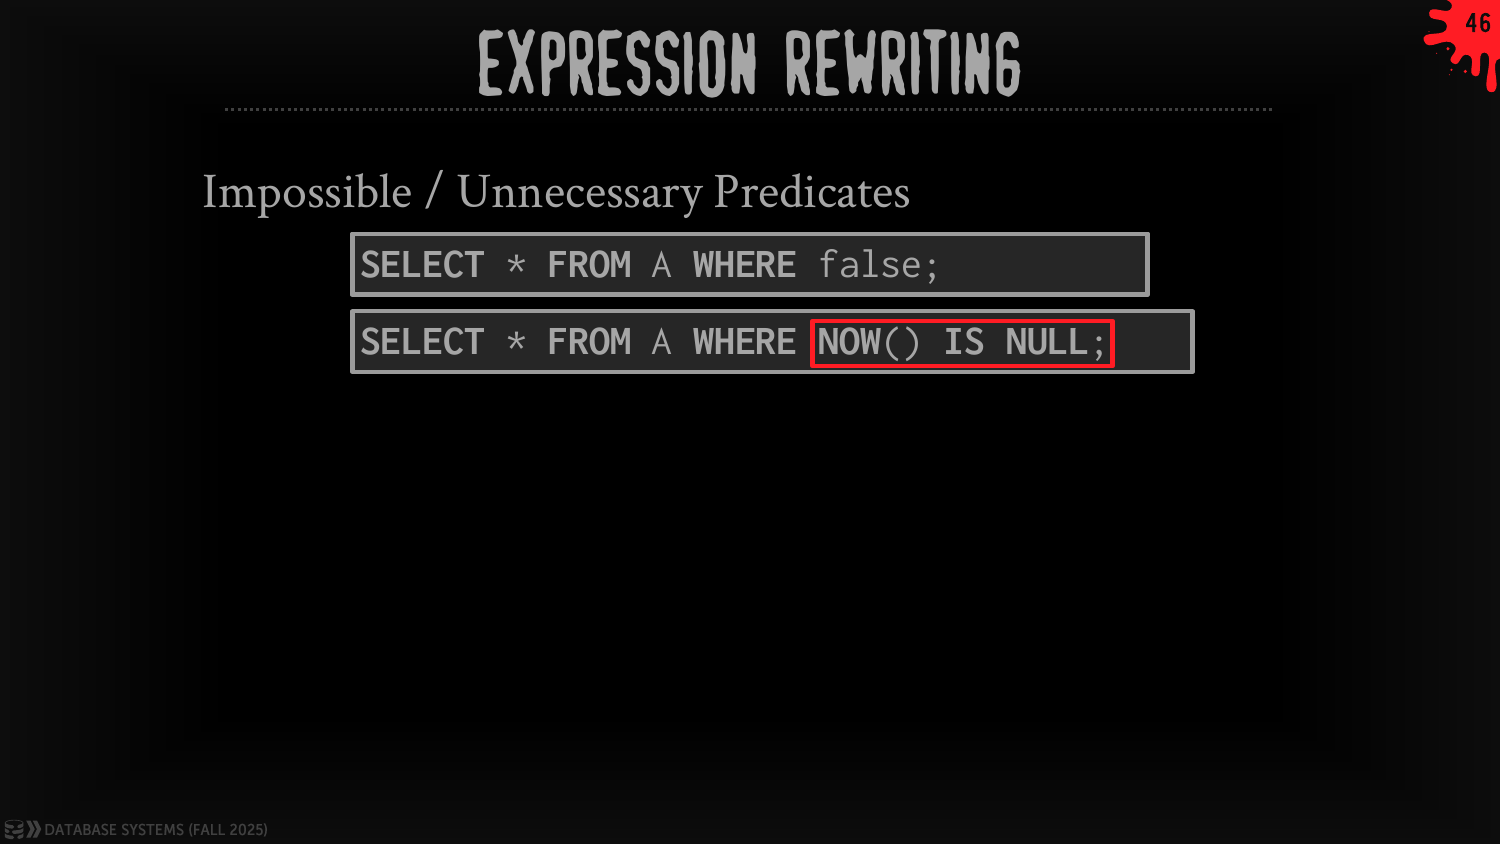 46
EXPRESSION REWRITING
Impossible / Unnecessary Predicates
SELECT * FROM A WHERE false;
SELECT * FROM A WHERE NOW() IS NULL;
DATABASE SYSTEMS (FALL 2025)